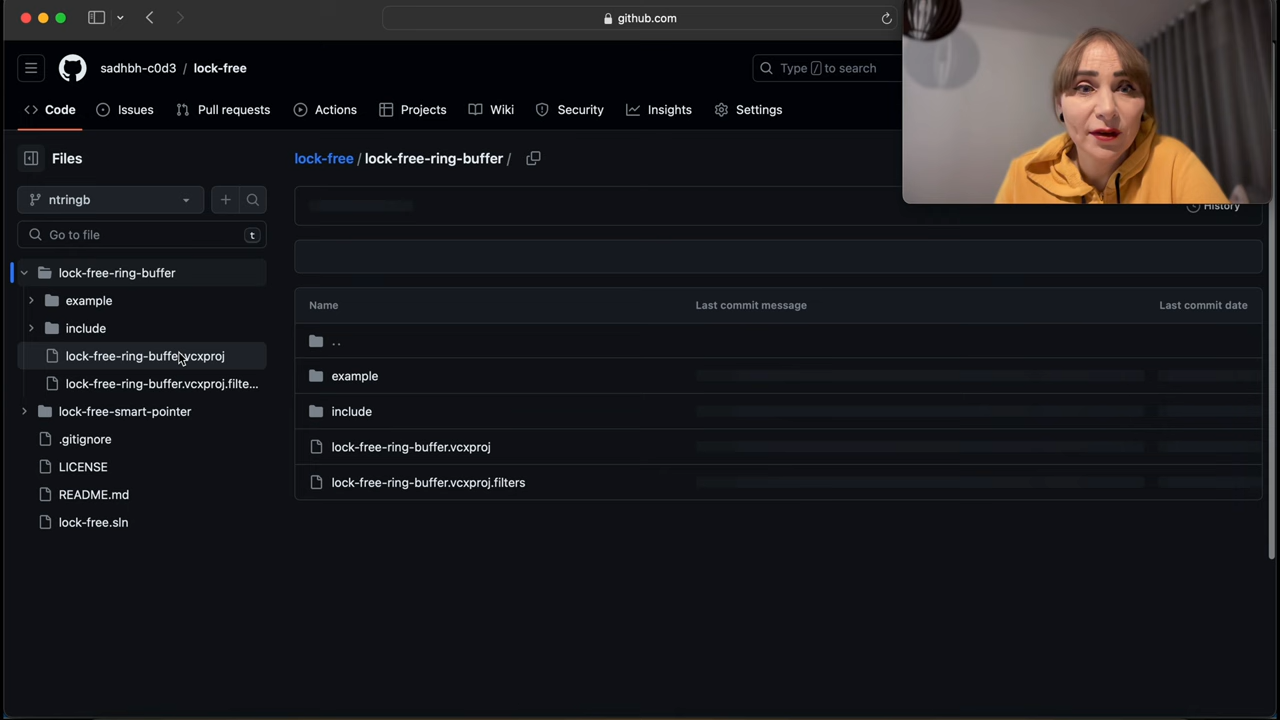 github.com
sadhbh-c0d3 / lock-free
Type / to search
Code Issues Pull requests Actions Projects Wiki Security Insights Settings
Files
lock-free / lock-free-ring-buffer /
ntringb
History
Go to file t
lock-free-ring-buffer
example
include
lock-free-ring-buffer.vcxproj
lock-free-ring-buffer.vcxproj.filte...
lock-free-smart-pointer
.gitignore
LICENSE
README.md
lock-free.sln
Name Last commit message Last commit date
..
example
include
lock-free-ring-buffer.vcxproj
lock-free-ring-buffer.vcxproj.filters